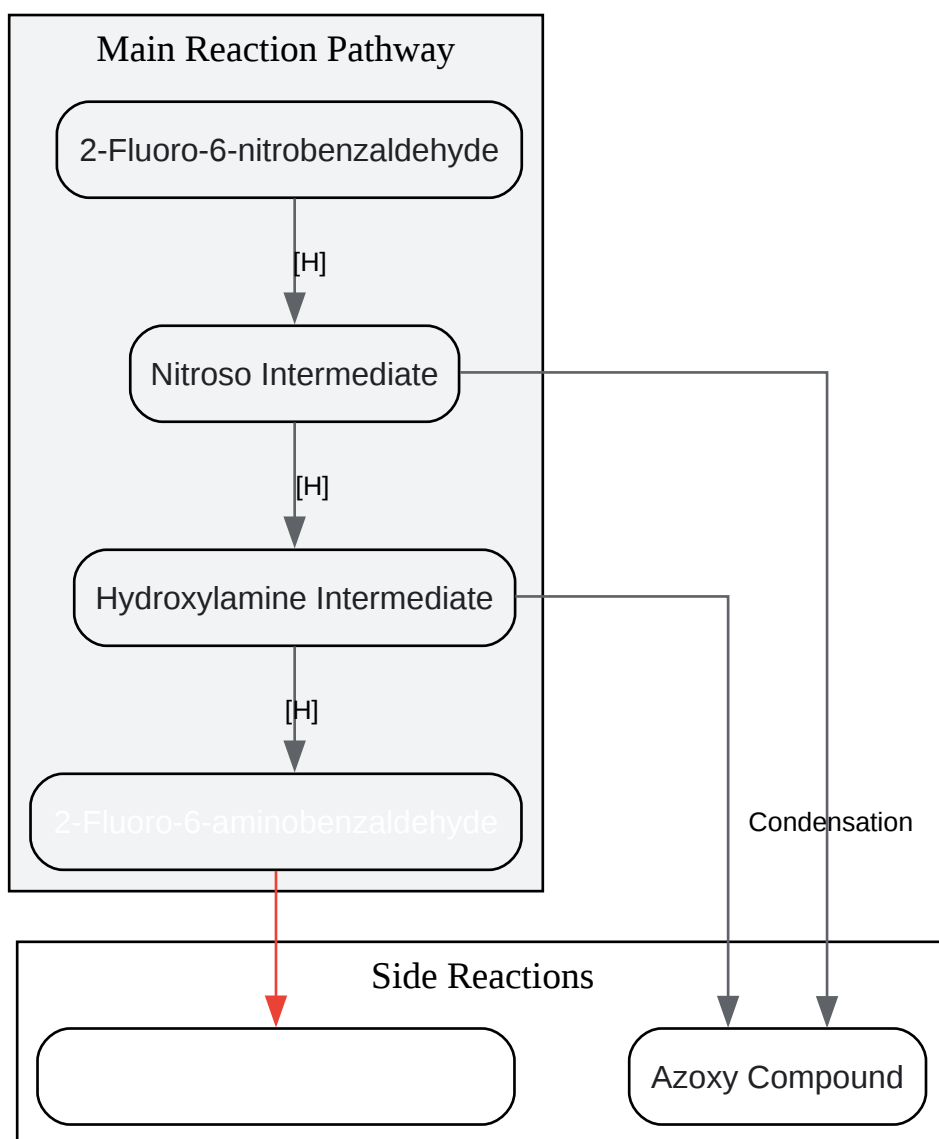 Main Reaction Pathway
2-Fluoro-6-nitrobenzaldehyde
[H]
Nitroso Intermediate
[H]
Hydroxylamine Intermediate
[H]
2-Fluoro-6-aminobenzaldehyde
Condensation
Side Reactions
Azoxy Compound